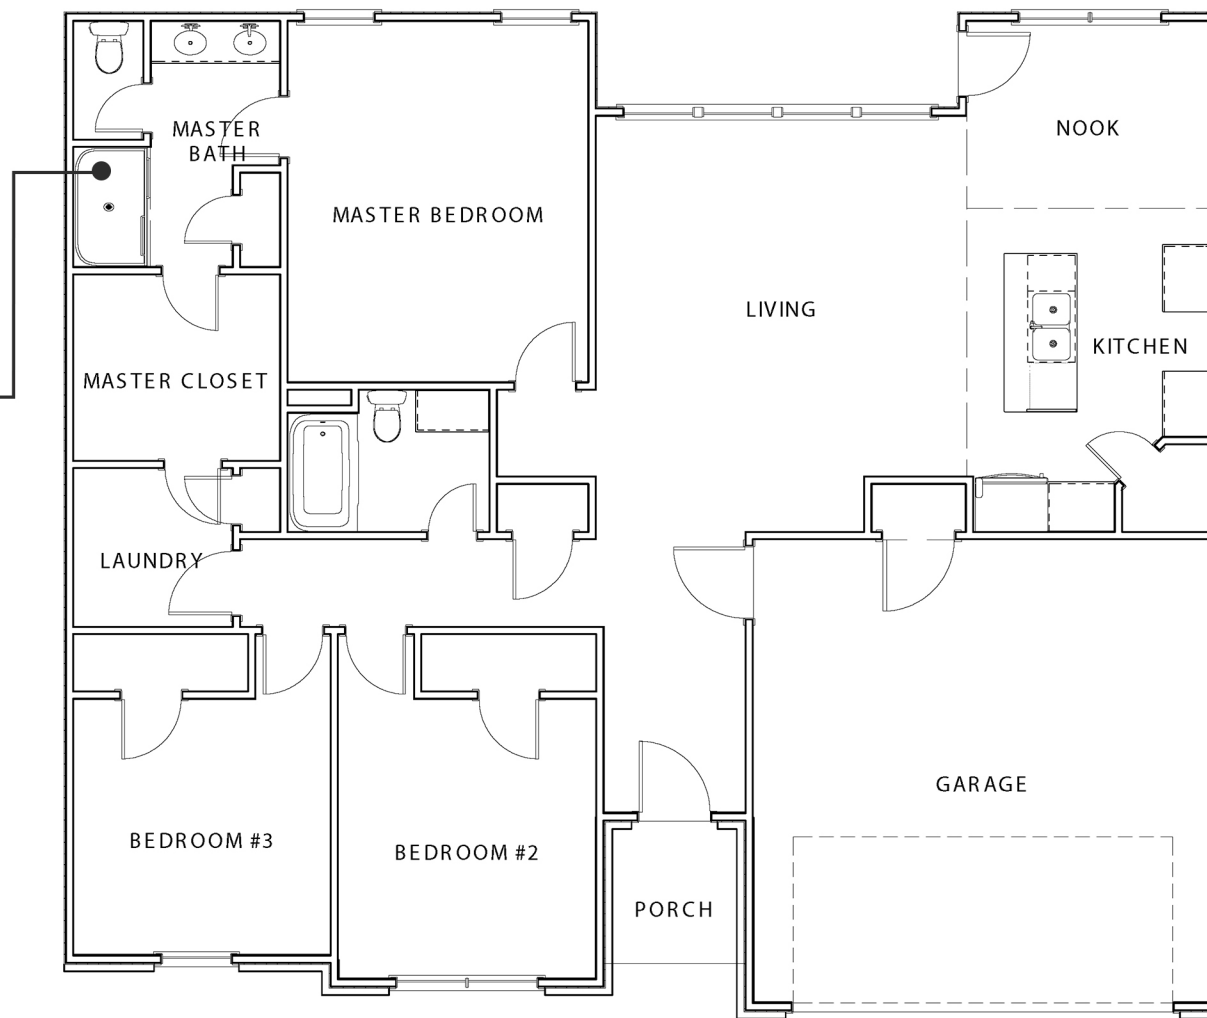 MASTER
BATH
NOOK
MASTER BEDROOM
LIVING
KITCHEN
MASTER CLOSET
LAUNDRY
GARAGE
BEDROOM #3
BEDROOM #2
PORCH